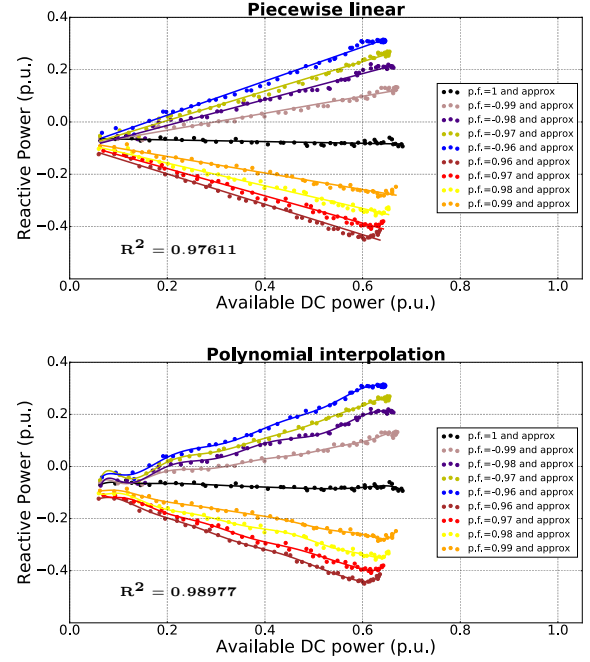 Piecewise linear
0.4
0.2
0.0
−0.2
−0.4
Reactive Power (p.u.)
p.f.=1 and approx
p.f.=-0.99 and approx
p.f.=-0.98 and approx
p.f.=-0.97 and approx
p.f.=-0.96 and approx
p.f.=0.96 and approx
p.f.=0.97 and approx
p.f.=0.98 and approx
p.f.=0.99 and approx
R² = 0.97611
0.0 0.2 0.4 0.6 0.8 1.0
Available DC power (p.u.)
Polynomial interpolation
0.4
0.2
0.0
−0.2
−0.4
Reactive Power (p.u.)
p.f.=1 and approx
p.f.=-0.99 and approx
p.f.=-0.98 and approx
p.f.=-0.97 and approx
p.f.=-0.96 and approx
p.f.=0.96 and approx
p.f.=0.97 and approx
p.f.=0.98 and approx
p.f.=0.99 and approx
R² = 0.98977
0.0 0.2 0.4 0.6 0.8 1.0
Available DC power (p.u.)